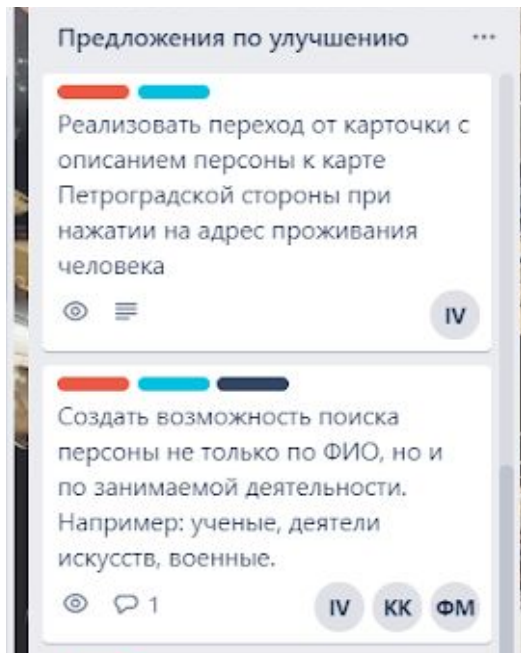 Предложения по улучшению
Реализовать переход от карточки с
описанием персоны к карте
Петроградской стороны при
нажатии на адрес проживания
человека
IV
Создать возможность поиска
персоны не только по ФИО, но и
по занимаемой деятельности.
Например: ученые, деятели
искусств, военные.
1 IV КК ФМ